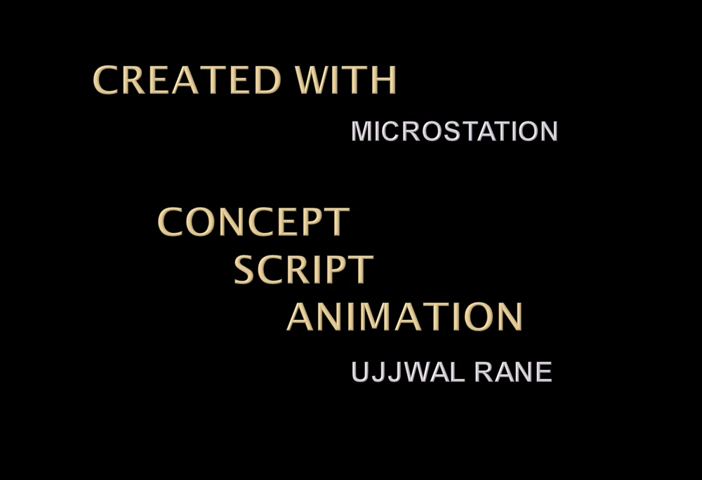 CREATED WITH
MICROSTATION
CONCEPT
SCRIPT
ANIMATION
UJJWAL RANE